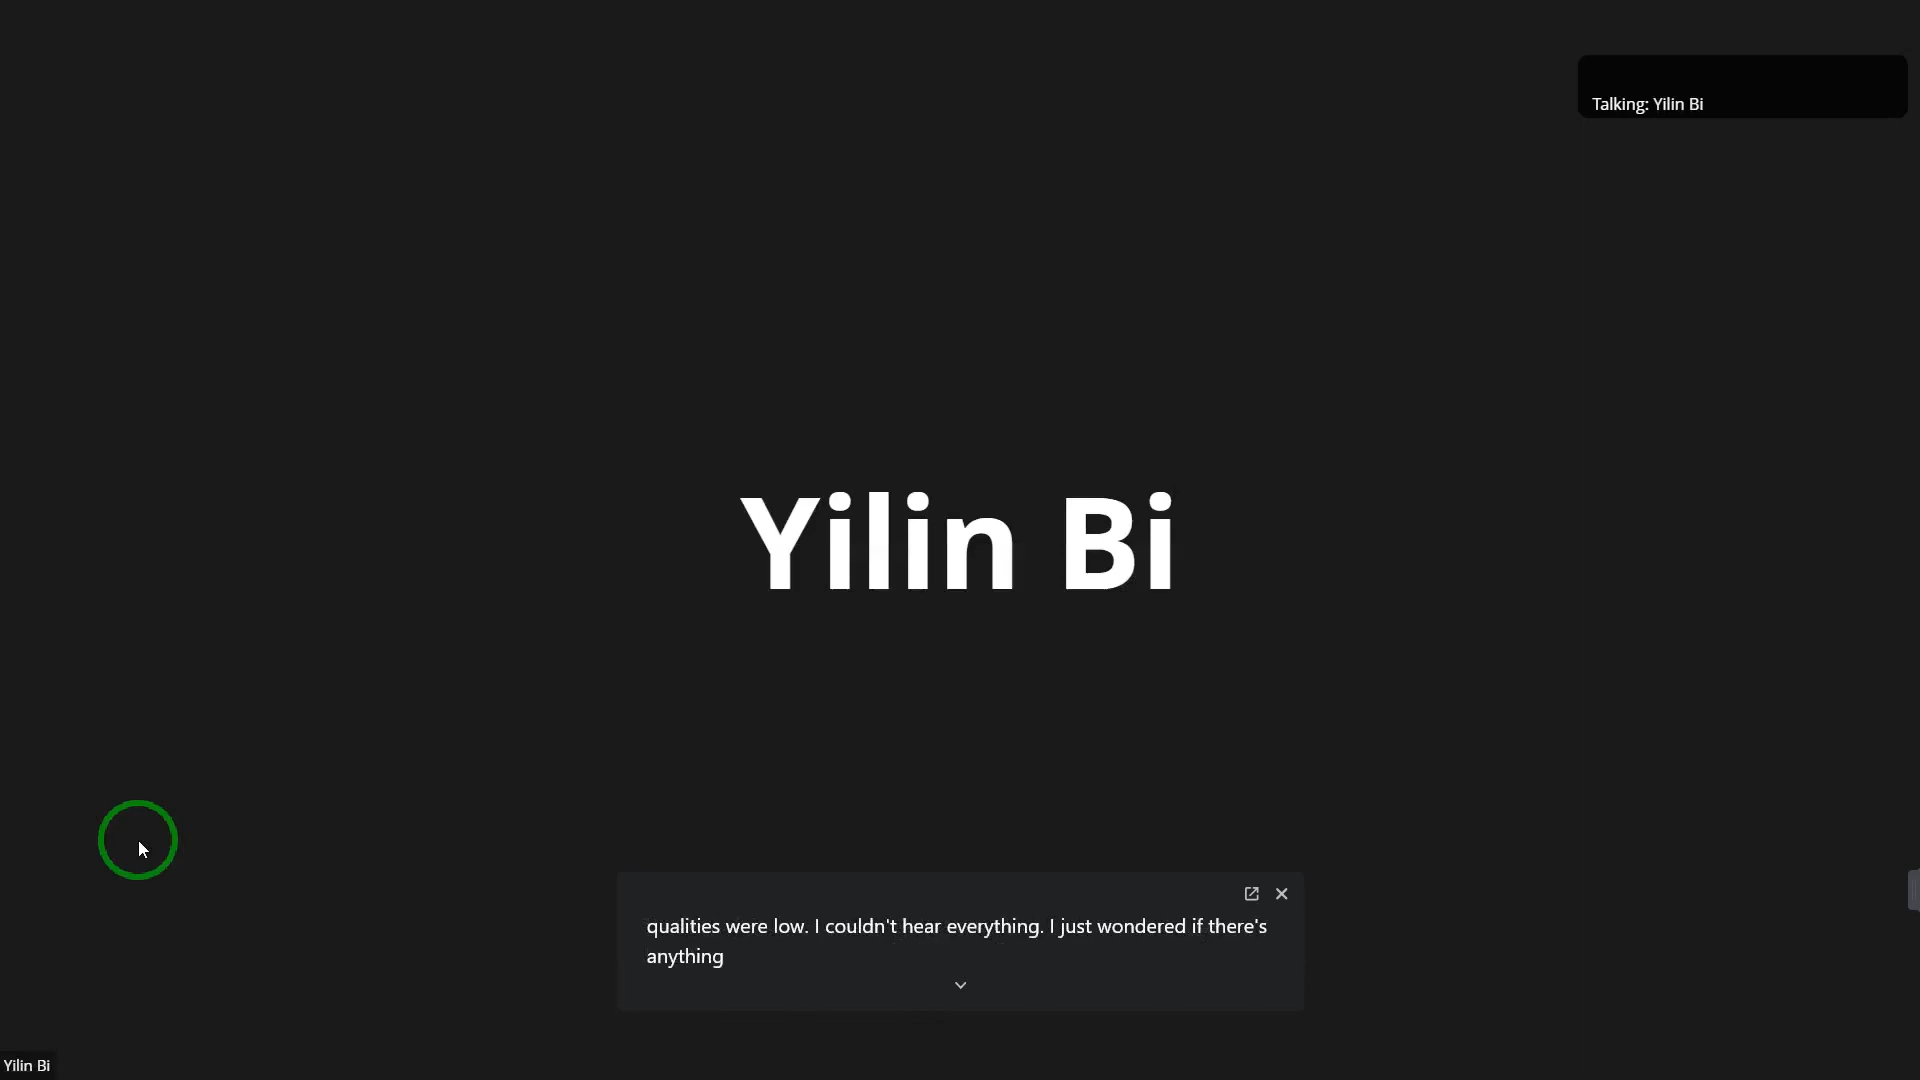 Talking: Yilin Bi
Yilin Bi
qualities were low. I couldn't hear everything. I just wondered if there's
anything
Yilin Bi